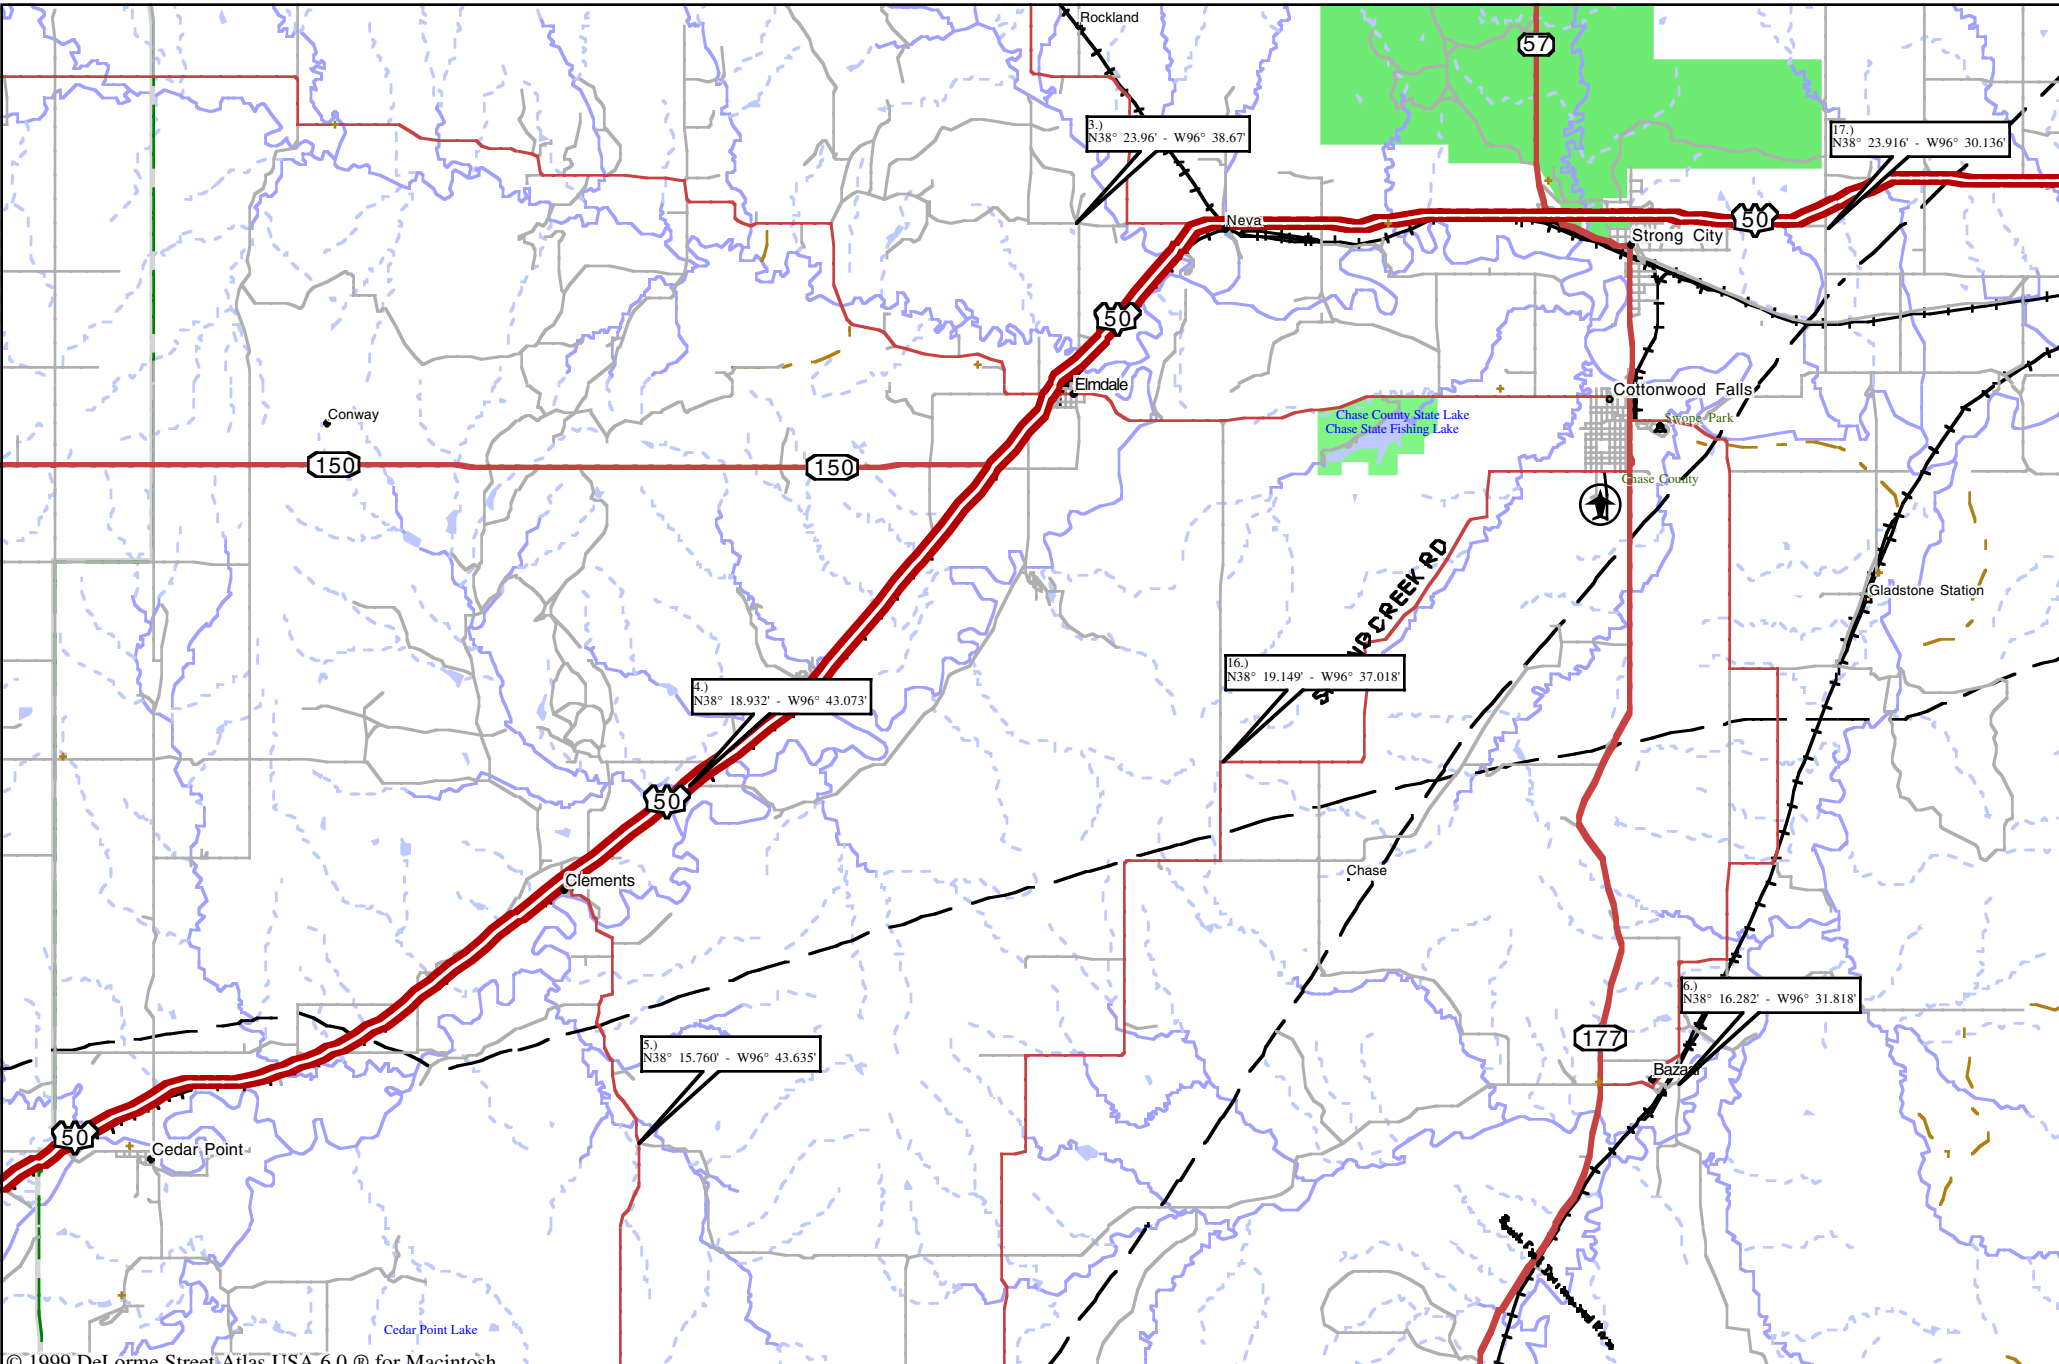 Rockland
57
3.)
N38° 23.96' - W96° 38.67'
17.)
N38° 23.916' - W96° 30.136'
Neva
50
Strong City
50
Elmdale
Cottonwood Falls
Conway
Chase County State Lake
Swope Park
Chase State Fishing Lake
150
150
Chase County
CREEK RD
Gladstone Station
16.)
N38° 19.149' - W96° 37.018'
4.)
N38° 18.932' - W96° 43.073'
50
Clements
Chase
6.)
N38° 16.282' - W96° 31.818'
177
5.)
N38° 15.760' - W96° 43.635'
Bazaar
50
Cedar Point
Cedar Point Lake
© 1999 DeLorme Street Atlas USA 6.0 ® for Macintosh